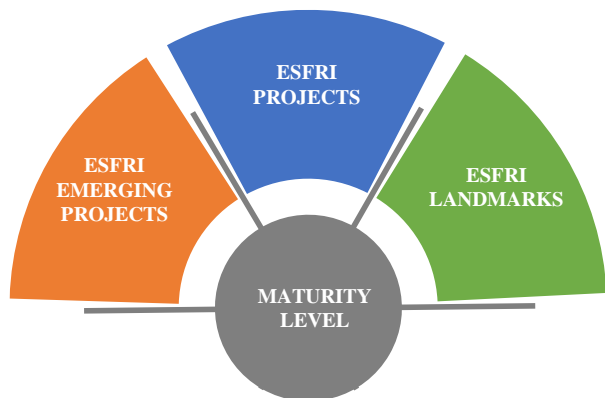 ESFRI
PROJECTS
ESFRI
EMERGING
PROJECTS
ESFRI
LANDMARKS
MATURITY
LEVEL